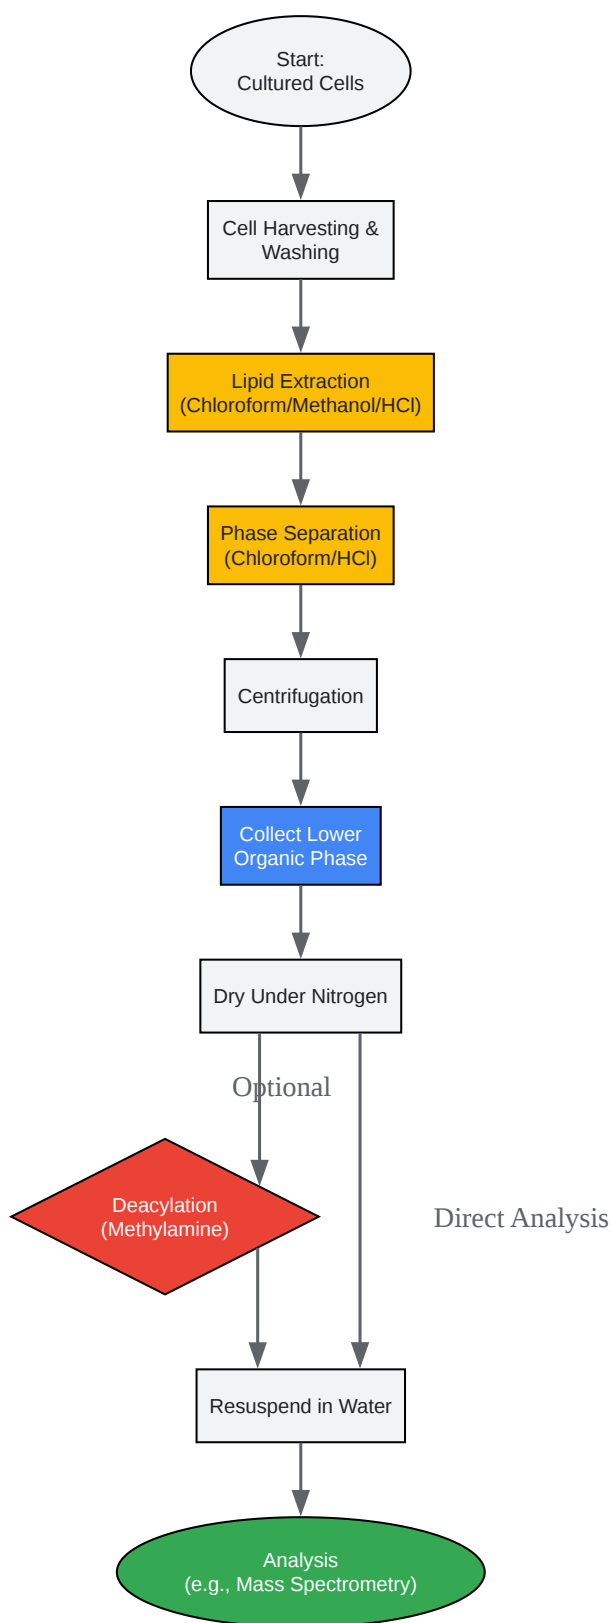 Start:
Cultured Cells
Cell Harvesting &
Washing
Lipid Extraction
(Chloroform/Methanol/HCl)
Phase Separation
(Chloroform/HCl)
Centrifugation
Collect Lower
Organic Phase
Dry Under Nitrogen
Optional
Deacylation
(Methylamine)
Direct Analysis
Resuspend in Water
Analysis
(e.g., Mass Spectrometry)